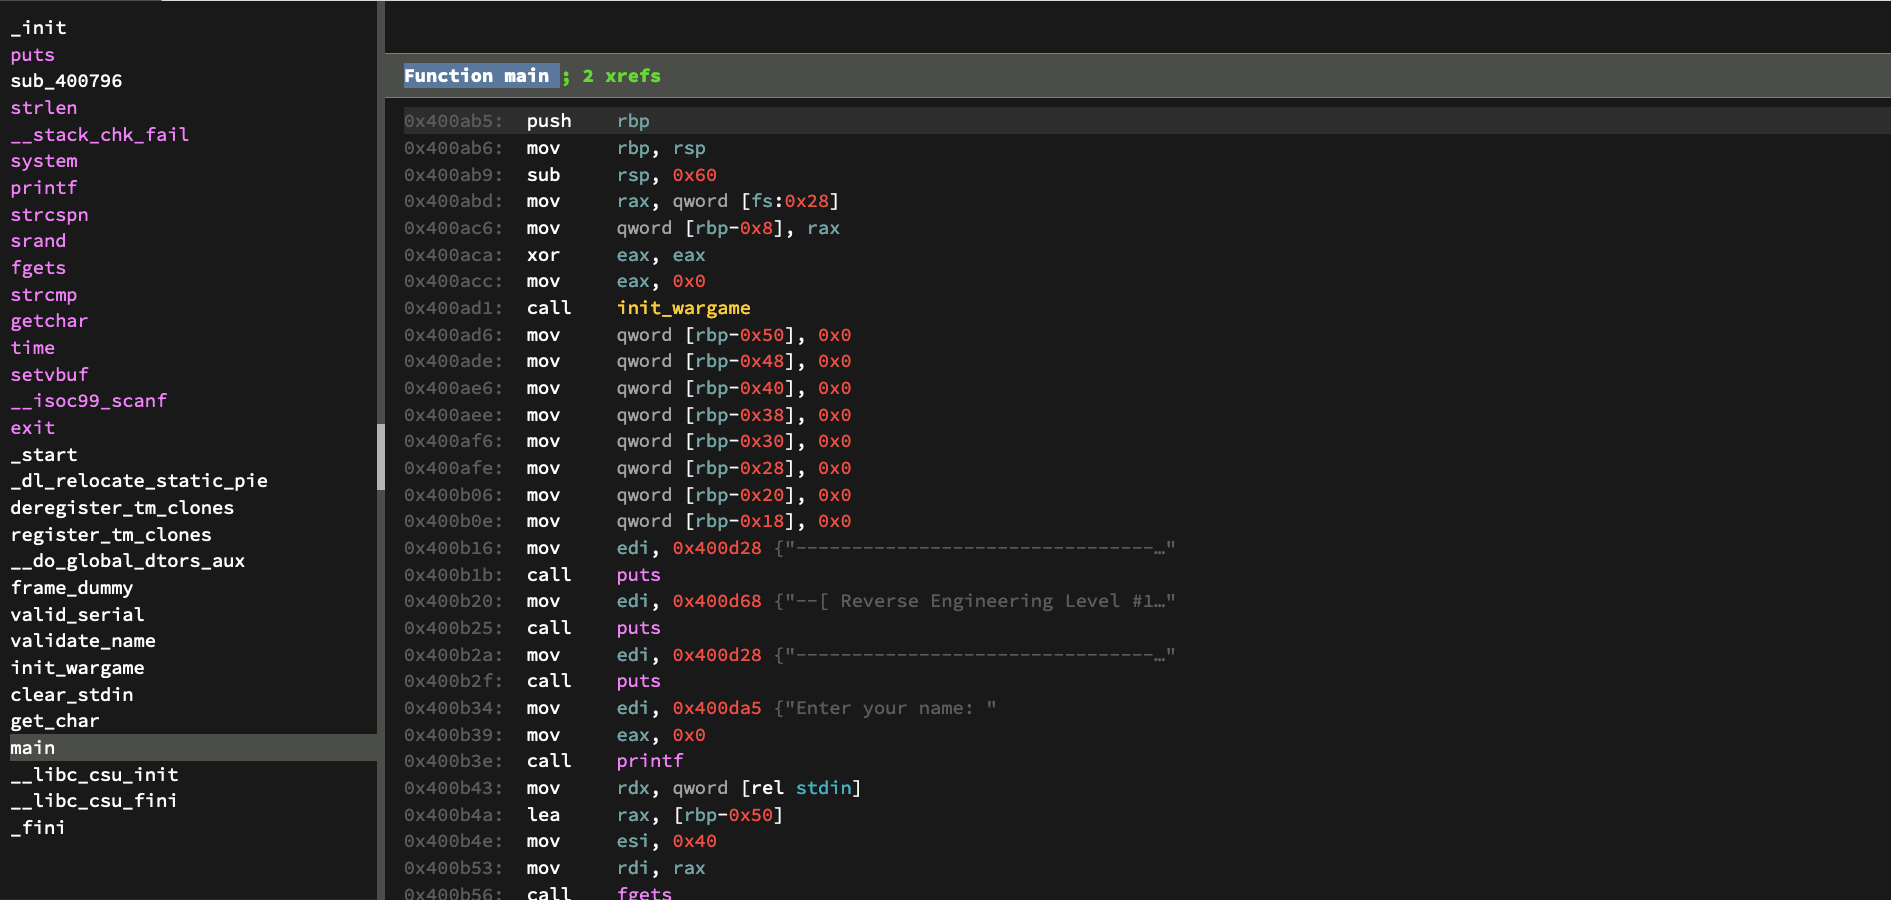 _init
puts
sub_400796
strlen
__stack_chk_fail
system
printf
strcspn
srand
fgets
strcmp
getchar
time
setvbuf
__isoc99_scanf
exit
_start
_dl_relocate_static_pie
deregister_tm_clones
register_tm_clones
__do_global_dtors_aux
frame_dummy
valid_serial
validate_name
init_wargame
clear_stdin
get_char
main
__libc_csu_init
__libc_csu_fini
_fini
Function main ; 2 xrefs
0x400ab5: push rbp
0x400ab6: mov rbp, rsp
0x400ab9: sub rsp, 0x60
0x400abd: mov rax, qword [fs:0x28]
0x400ac6: mov qword [rbp-0x8], rax
0x400aca: xor eax, eax
0x400acc: mov eax, 0x0
0x400ad1: call init_wargame
0x400ad6: mov qword [rbp-0x50], 0x0
0x400ade: mov qword [rbp-0x48], 0x0
0x400ae6: mov qword [rbp-0x40], 0x0
0x400aee: mov qword [rbp-0x38], 0x0
0x400af6: mov qword [rbp-0x30], 0x0
0x400afe: mov qword [rbp-0x28], 0x0
0x400b06: mov qword [rbp-0x20], 0x0
0x400b0e: mov qword [rbp-0x18], 0x0
0x400b16: mov edi, 0x400d28 {"--------------------------------…"
0x400b1b: call puts
0x400b20: mov edi, 0x400d68 {"--[ Reverse Engineering Level #1…"
0x400b25: call puts
0x400b2a: mov edi, 0x400d28 {"--------------------------------…"
0x400b2f: call puts
0x400b34: mov edi, 0x400da5 {"Enter your name: "
0x400b39: mov eax, 0x0
0x400b3e: call printf
0x400b43: mov rdx, qword [rel stdin]
0x400b4a: lea rax, [rbp-0x50]
0x400b4e: mov esi, 0x40
0x400b53: mov rdi, rax
0x400b56: call fgets